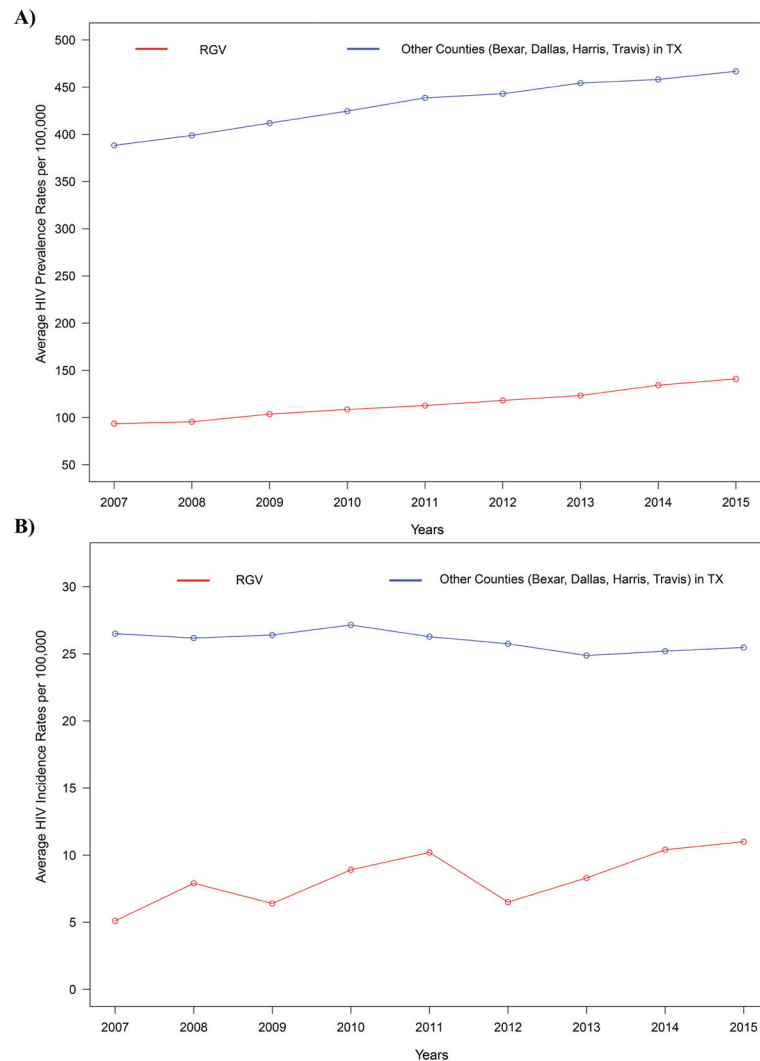 A)
RGV
Other Counties (Bexar, Dallas, Harris, Travis) in TX
Average HIV Prevalence Rates per 100,000
500
450
400
350
300
250
200
150
100
50
2007 2008 2009 2010 2011 2012 2013 2014 2015
Years
B)
RGV
Other Counties (Bexar, Dallas, Harris, Travis) in TX
Average HIV Incidence Rates per 100,000
30
25
20
15
10
5
0
2007 2008 2009 2010 2011 2012 2013 2014 2015
Years